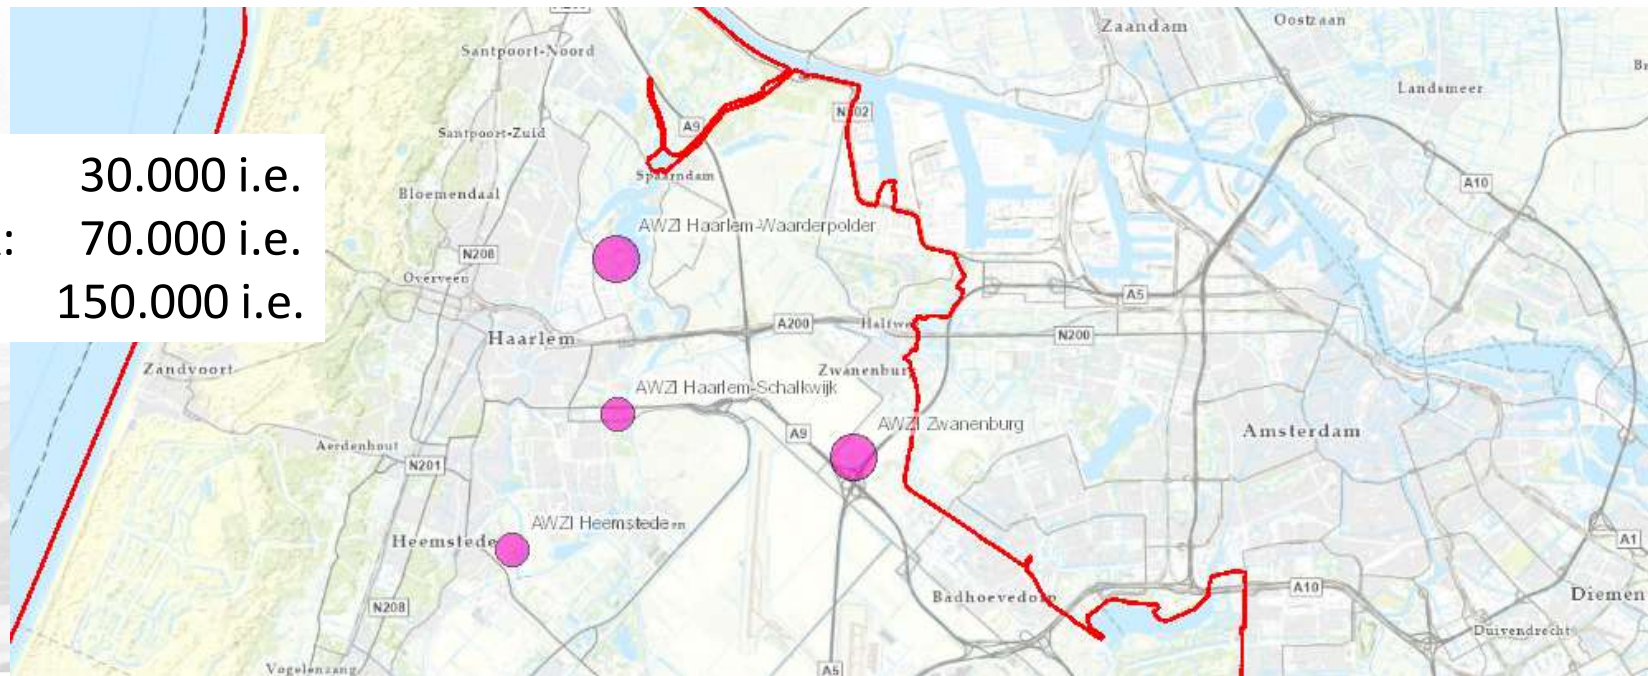 Zaandam
Oostzaan
Santpoort-Noord
Landsmeer
N202
A9
Santpoort-Zuid
30.000 i.e.
Spaarndam
A10
Bloemendaal
AWZI Haarlem-Waarderpolder
: 70.000 i.e.
N208
Overveen
A5
150.000 i.e.
A200
Halfwe
N200
Haarlem
Zandvoort
Zwanenbur
AWZI Haarlem-Schalkwijk
AWZI Zwanenburg
A9
Amsterdam
Aerdenhout
N201
AWZI Heemstede
Heemstede
A1
A10
Badhoevedorp
Diemen
N208
Duivendrecht
Vogelenzang
A5